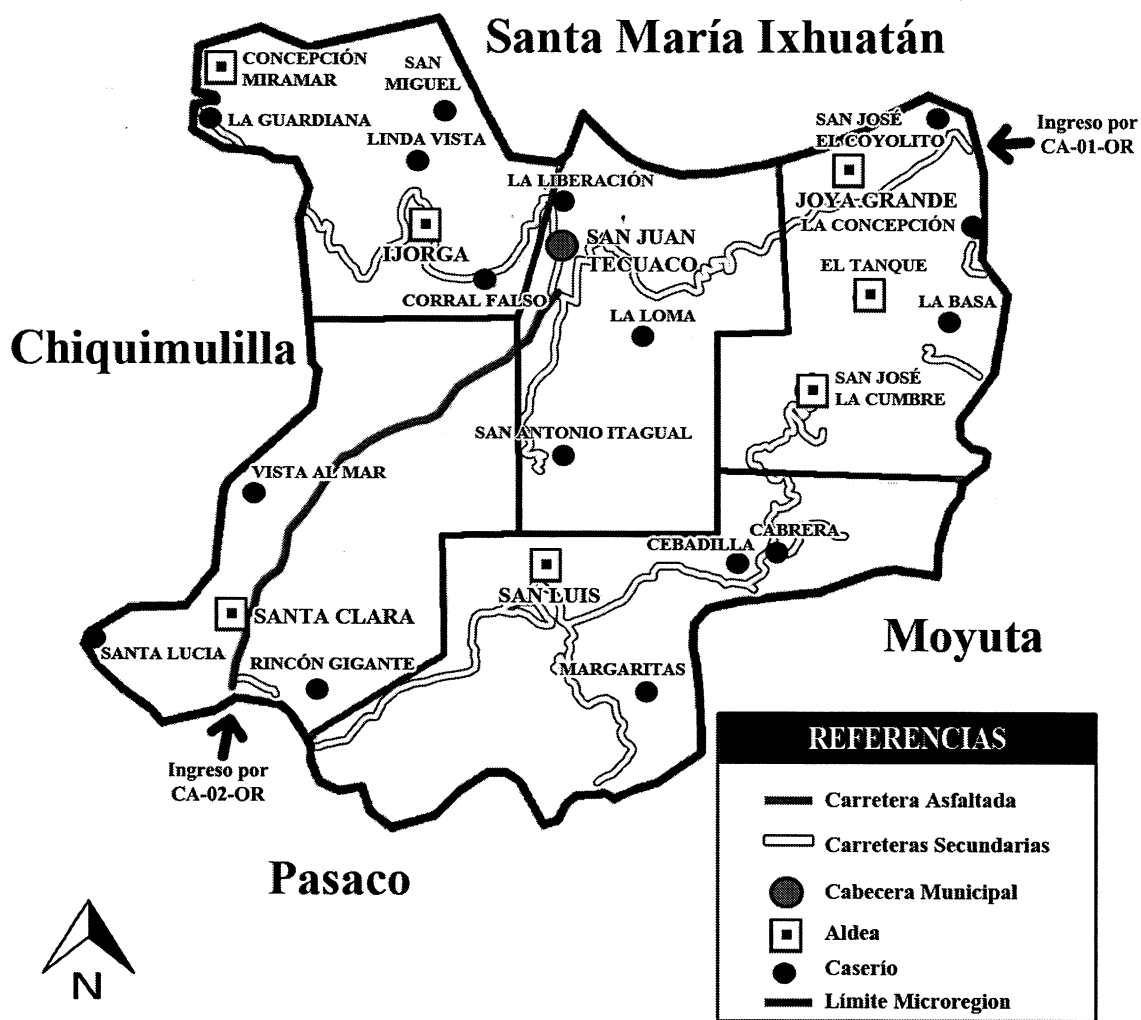 Santa María Ixhuatán
CONCEPCIÓN
MIRAMAR
SAN
MIGUEL
LA GUARDIANA
LINDA VISTA
SAN JOSÉ
EL COYOLITO
Ingreso por
CA-01-OR
LA LIBERACIÓN
JOYA GRANDE
LA CONCEPCIÓN
IJORGA
SAN JUAN
TECUACO
EL TANQUE
CORRAL FALSO
LA LOMA
LA BASA
Chiquimulilla
SAN JOSÉ
LA CUMBRE
SAN ANTONIO ITAGUAL
VISTA AL MAR
CEBADILLA
CABRERA
SAN LUIS
SANTA CLARA
SANTA LUCIA
RINCÓN GIGANTE
MARGARITAS
Moyuta
Ingreso por
CA-02-OR
Pasaco
N
REFERENCIAS
Carretera Asfaltada
Carreteras Secundarias
Cabecera Municipal
Aldea
Caserío
Límite Microregion